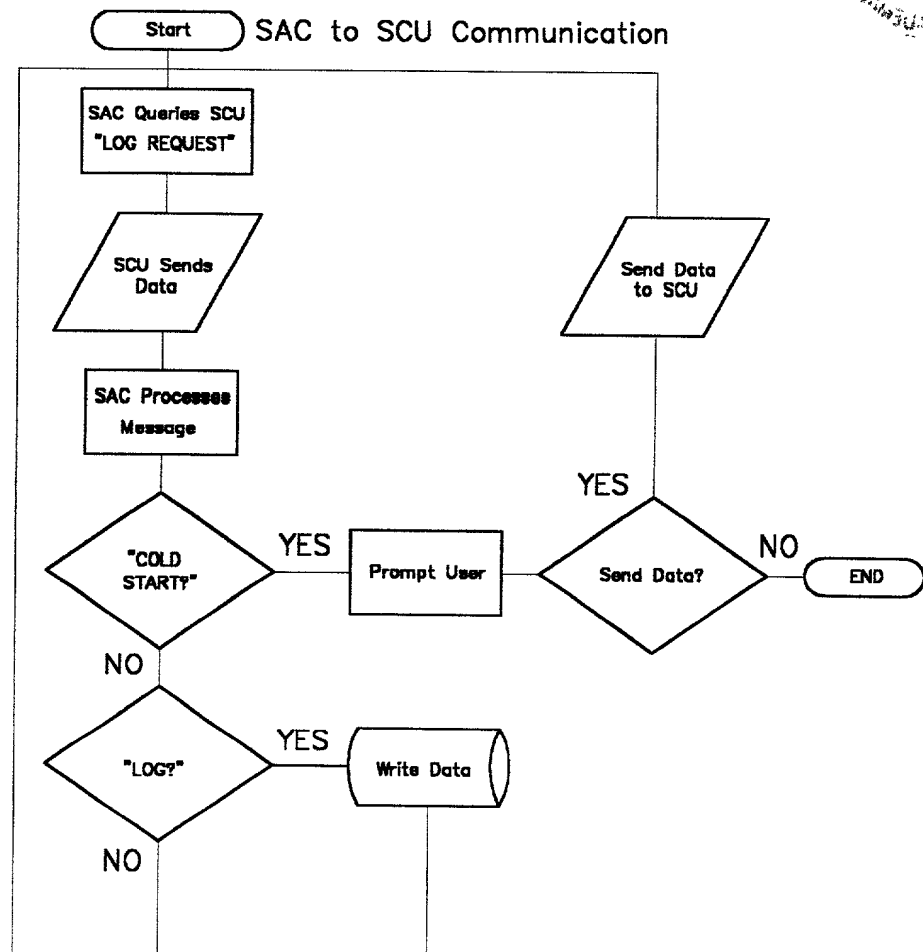 Start
SAC to SCU Communication
SAC Queries SCU
"LOG REQUEST"
SCU Sends
Data
Send Data
to SCU
SAC Processes
Message
YES
"COLD
START?"
YES
Prompt User
Send Data?
NO
END
NO
"LOG?"
YES
Write Data
NO